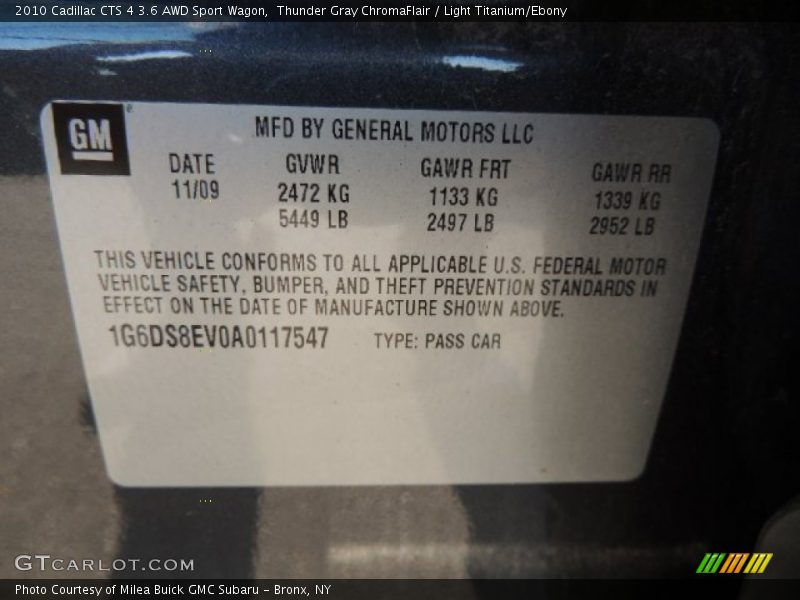 2010 Cadillac CTS 4 3.6 AWD Sport Wagon, Thunder Gray ChromaFlair / Light Titanium/Ebony
GM
MFD BY GENERAL MOTORS LLC
DATE GVWR GAWR FRT GAWR RR
11/09 2472 KG 1133 KG 1339 KG
5449 LB 2497 LB 2952 LB
THIS VEHICLE CONFORMS TO ALL APPLICABLE U.S. FEDERAL MOTOR
VEHICLE SAFETY, BUMPER, AND THEFT PREVENTION STANDARDS IN
EFFECT ON THE DATE OF MANUFACTURE SHOWN ABOVE.
1G6DS8EV0A0117547 TYPE: PASS CAR
GTCARLOT.COM
Photo Courtesy of Milea Buick GMC Subaru - Bronx, NY